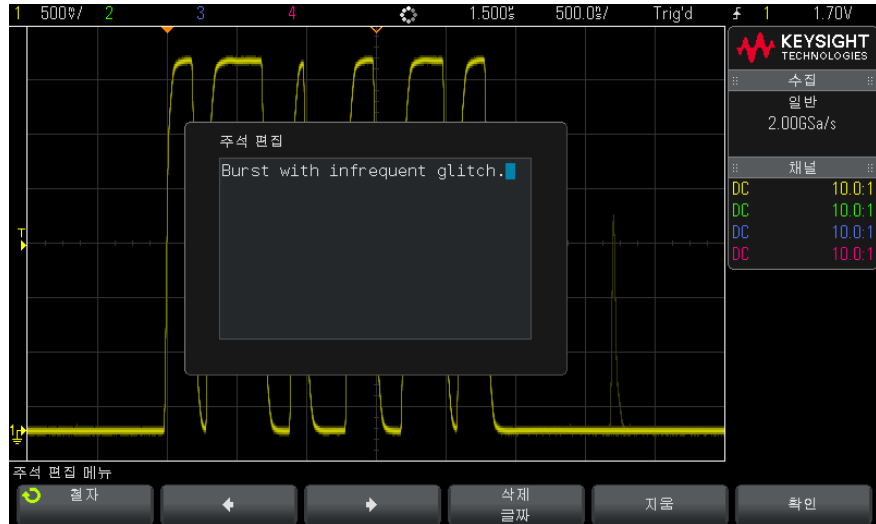 1 500㎷/ 2 3 4 1.500㎲ 500.0㎱/ Trig'd 1 1.70V
KEYSIGHT
TECHNOLOGIES
수집
일반
2.00GSa/s
채널
DC 10.0:1
DC 10.0:1
DC 10.0:1
DC 10.0:1
주석 편집
Burst with infrequent glitch.
T
1
주석 편집 메뉴
철자
삭제
글짜
지움
확인